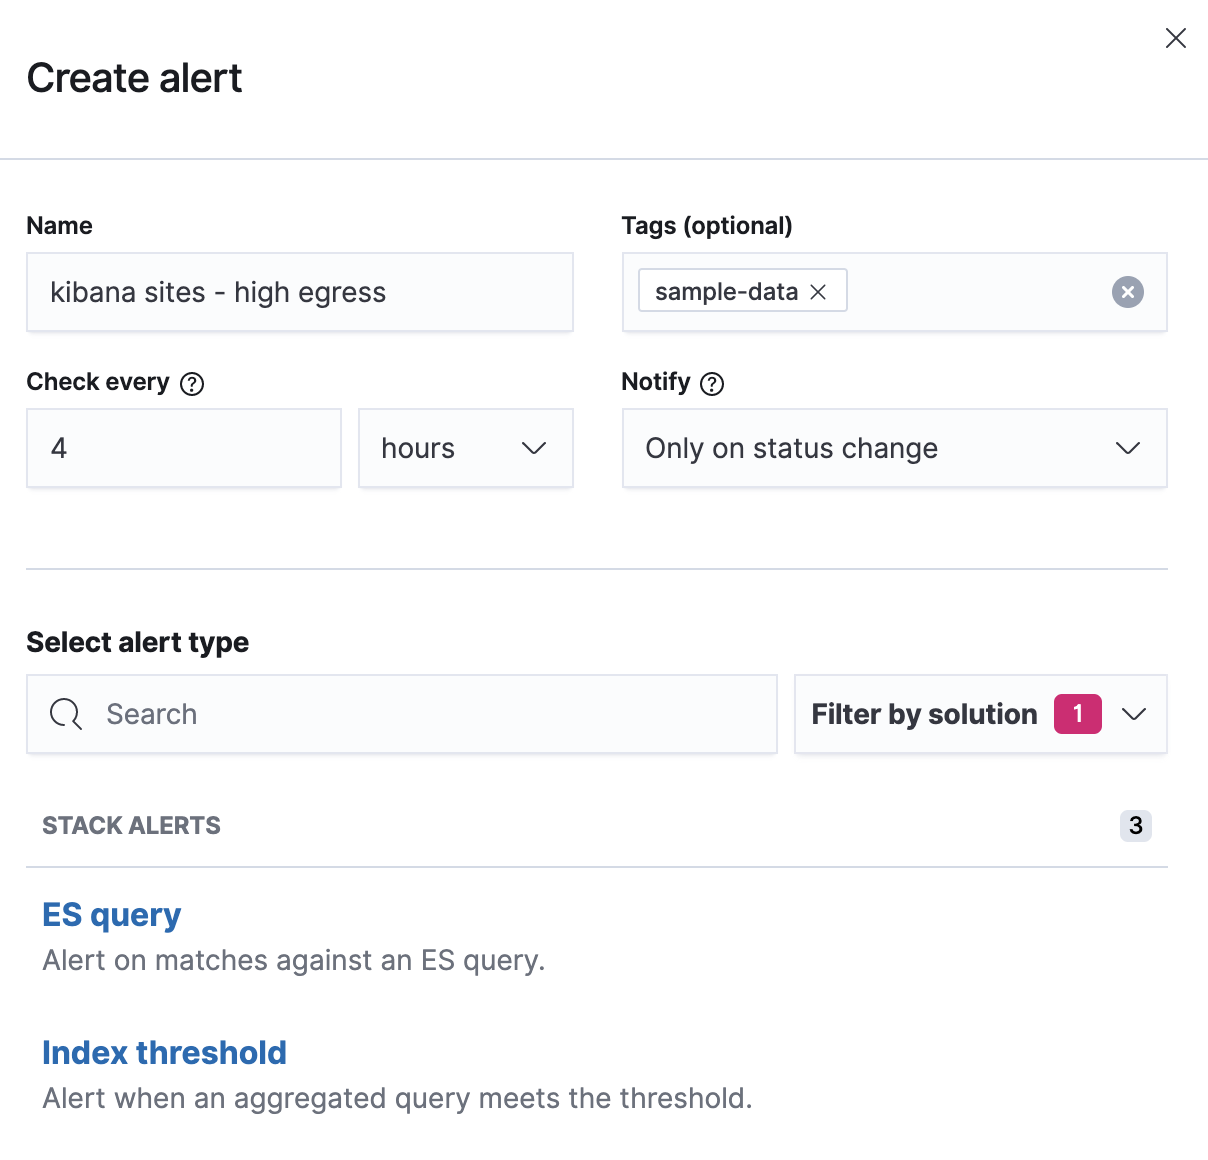 Create alert
Name
Tags (optional)
kibana sites - high egress
sample-data
Check every
Notify
4
hours
Only on status change
Select alert type
Search
Filter by solution 1
STACK ALERTS
3
ES query
Alert on matches against an ES query.
Index threshold
Alert when an aggregated query meets the threshold.